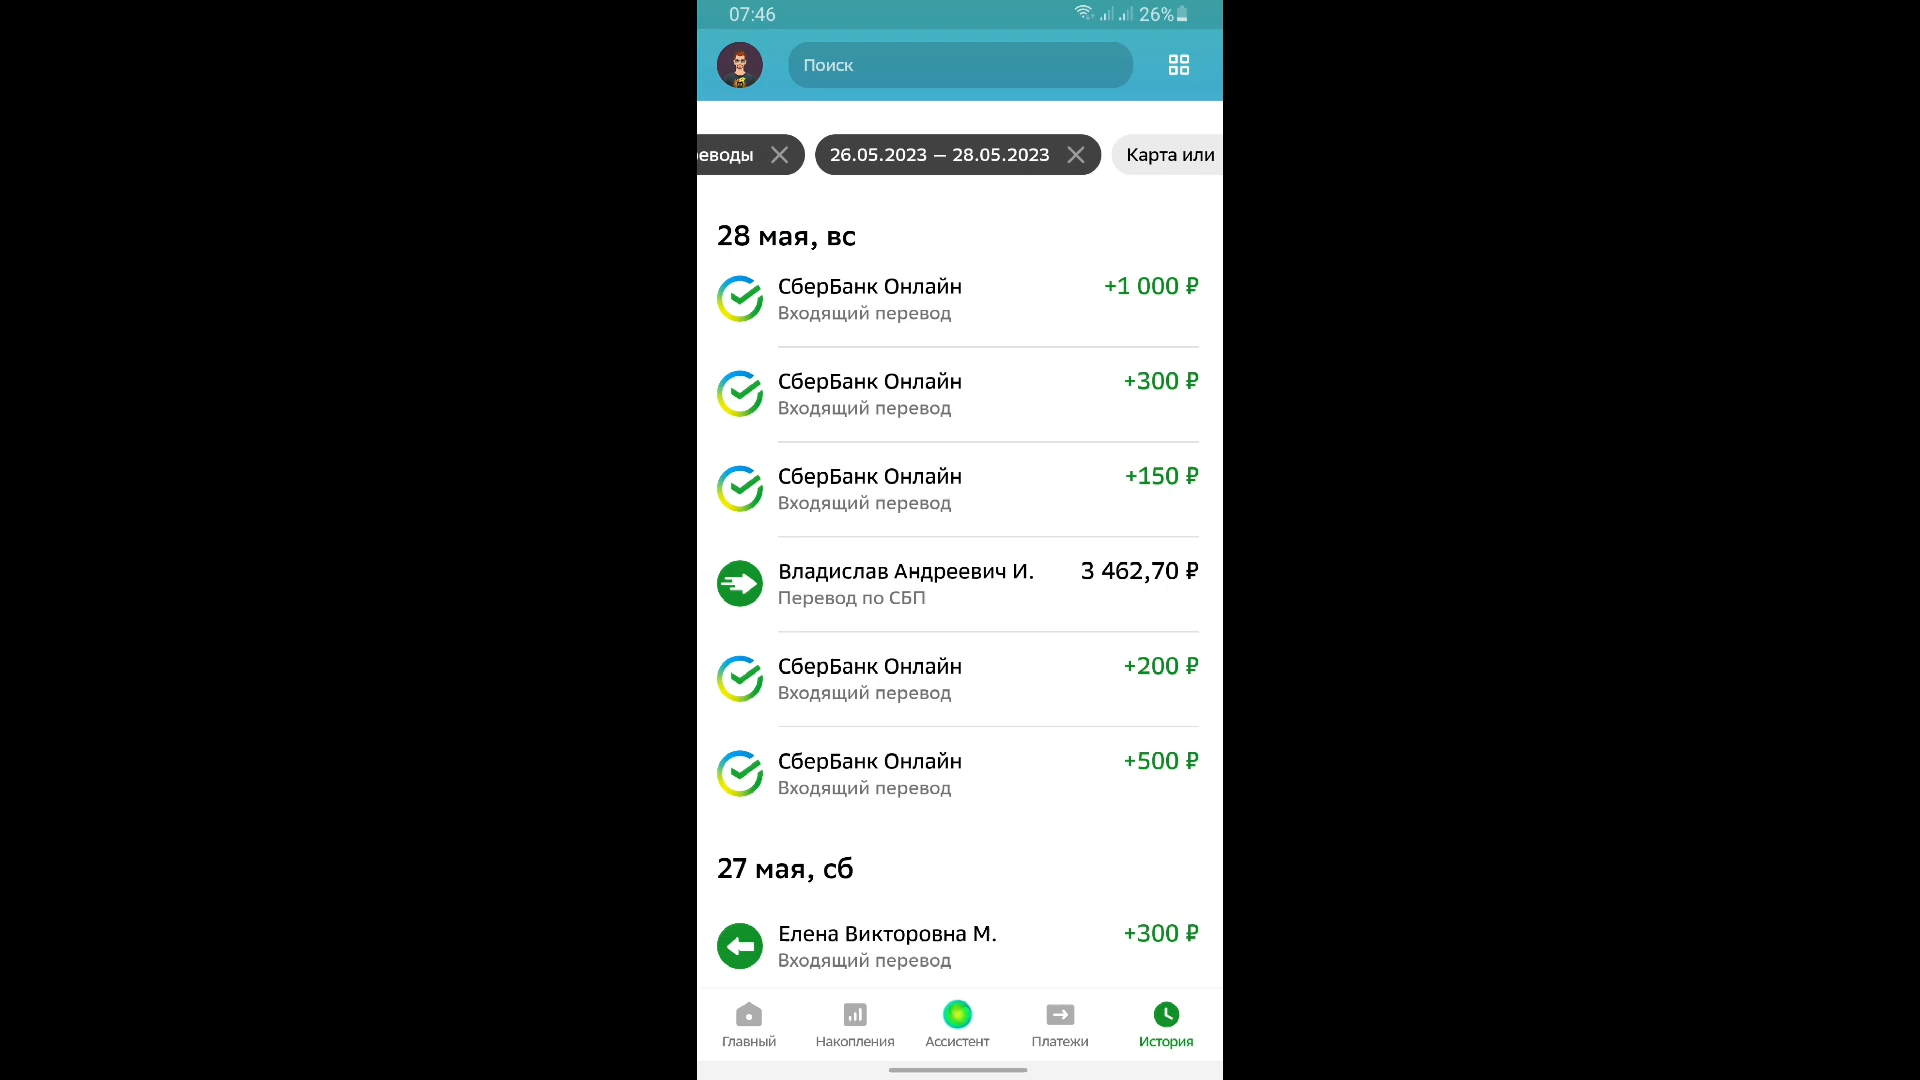 07:46
26%
Поиск
еводы
26.05.2023 – 28.05.2023
Карта или
28 мая, вс
СберБанк Онлайн
+1 000 ₽
Входящий перевод
СберБанк Онлайн
+300 ₽
Входящий перевод
СберБанк Онлайн
+150 ₽
Входящий перевод
Владислав Андреевич И.
3 462,70 ₽
Перевод по СБП
СберБанк Онлайн
+200 ₽
Входящий перевод
СберБанк Онлайн
+500 ₽
Входящий перевод
27 мая, сб
Елена Викторовна М.
+300 ₽
Входящий перевод
Главный
Накопления
Ассистент
Платежи
История